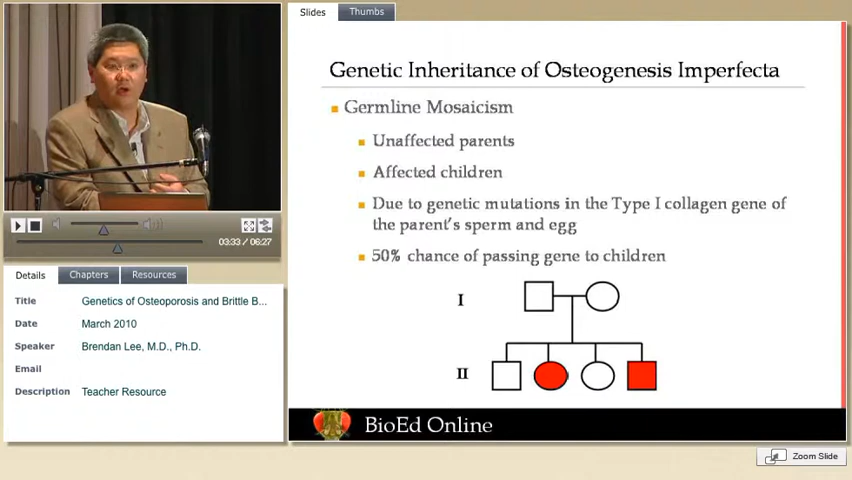 Slides Thumbs
Genetic Inheritance of Osteogenesis Imperfecta
Germline Mosaicism
Unaffected parents
Affected children
Due to genetic mutations in the Type I collagen gene of
the parent's sperm and egg
50% chance of passing gene to children
I
II
BioEd Online
Zoom Slide
03:33 / 06:27
Details Chapters Resources
Title Genetics of Osteoporosis and Brittle B...
Date March 2010
Speaker Brendan Lee, M.D., Ph.D.
Email
Description Teacher Resource